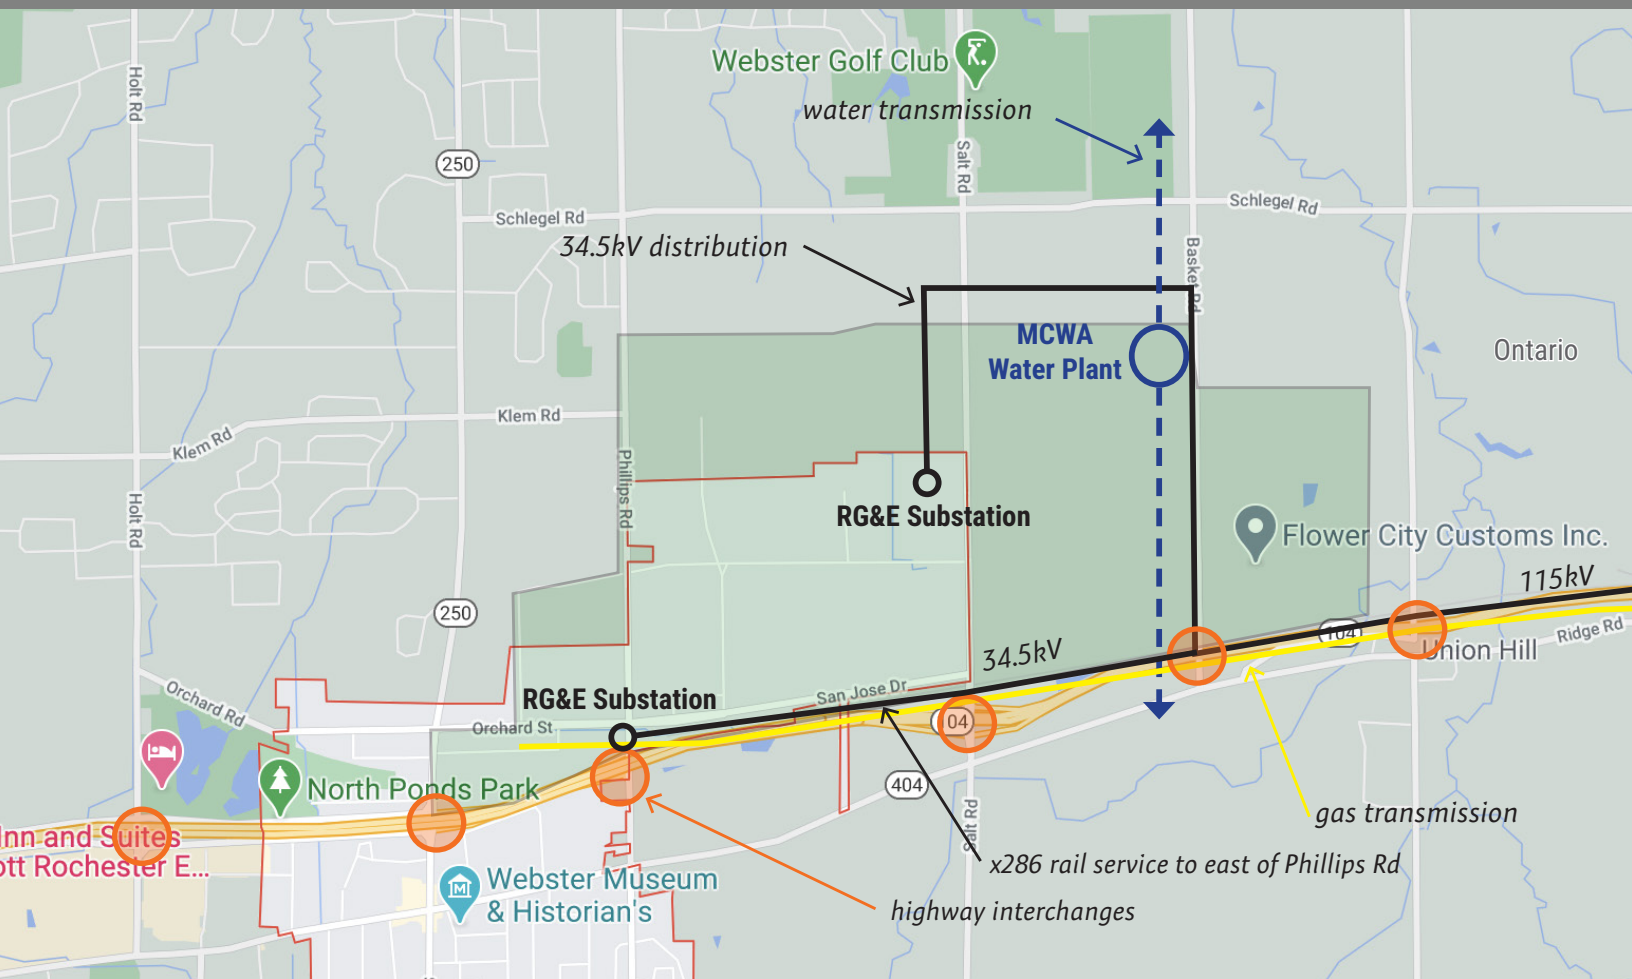 Webster Golf Club
water transmission
Holt Rd
250
Salt Rd
Schlegel Rd
Schlegel Rd
34.5kV distribution
Basket Rd
MCWA
Water Plant
Ontario
Klem Rd
Klem Rd
Phillips Rd
Holt Rd
RG&E Substation
Flower City Customs Inc.
115kV
250
104
Ridge Rd
Union Hill
34.5kV
Orchard Rd
RG&E Substation
San Jose Dr
Orchard St
04
404
North Ponds Park
gas transmission
Salt Rd
Inn and Suites
ott Rochester E...
x286 rail service to east of Phillips Rd
Webster Museum
& Historian's
highway interchanges